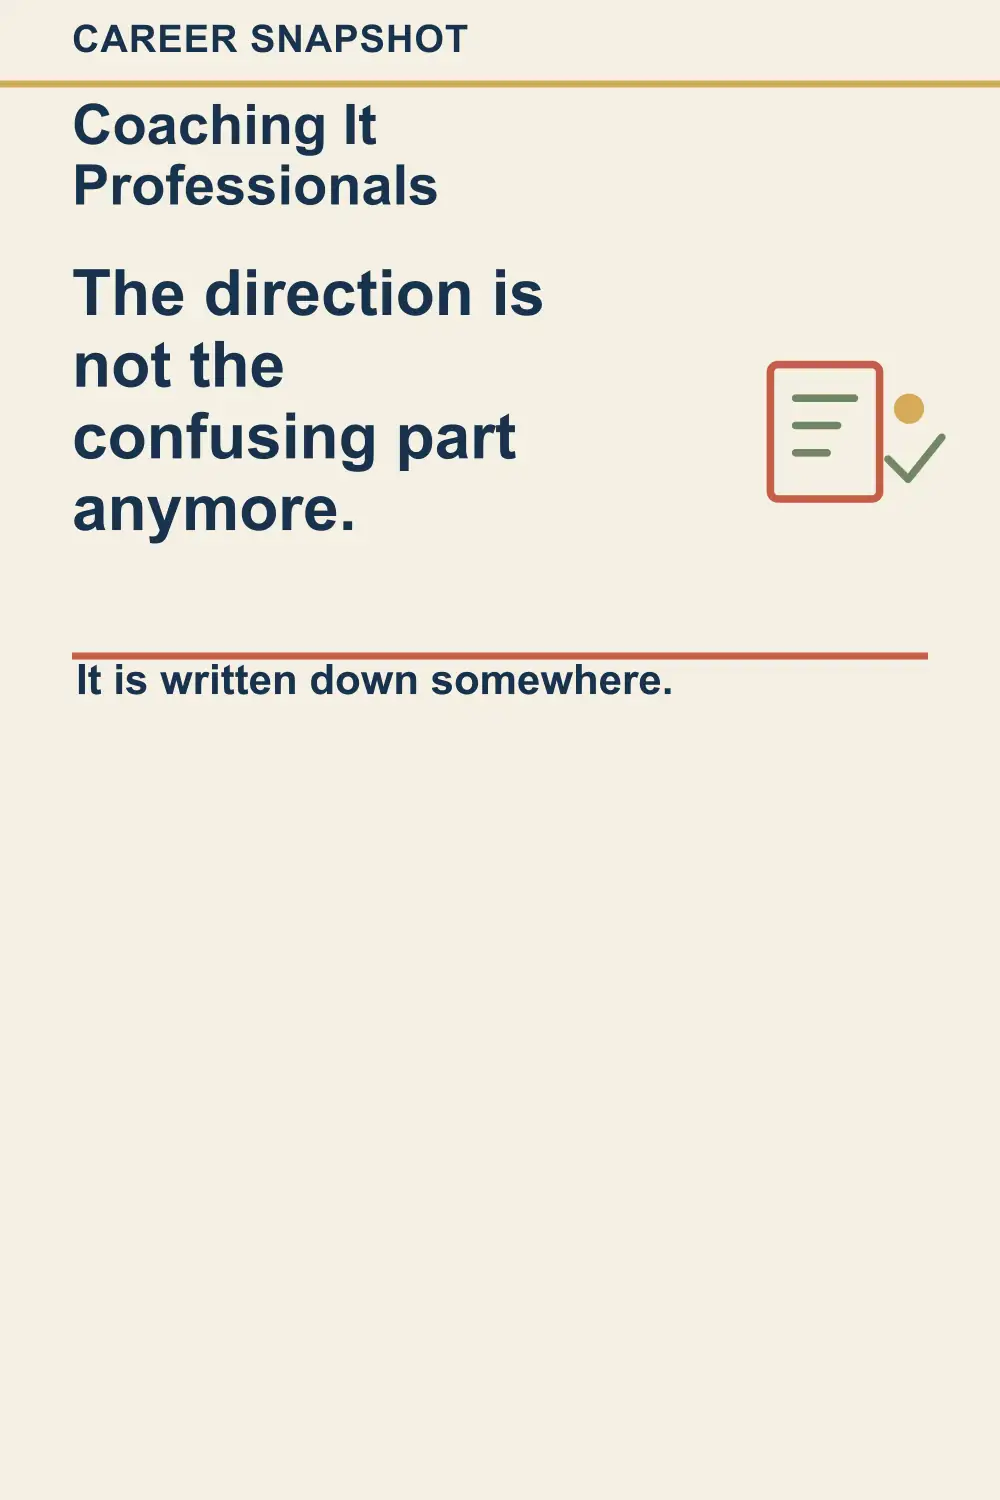 CAREER SNAPSHOT
Coaching It
Professionals
The direction is
not the
confusing part
anymore.
It is written down somewhere.